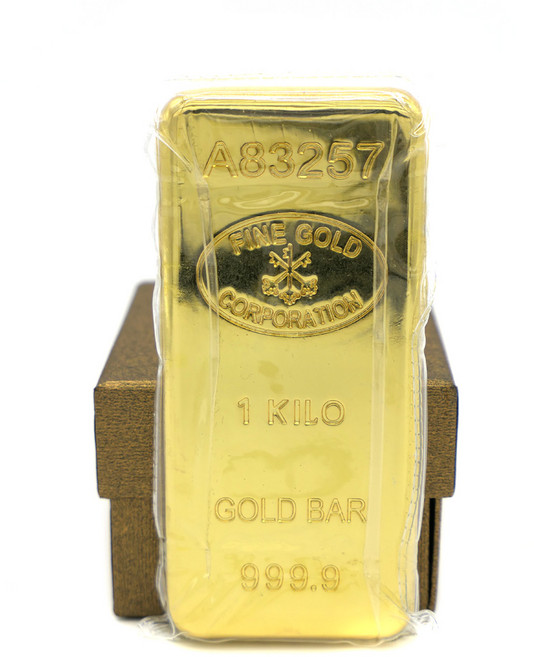 A83257
FINE GOLD
CORPORATION
1 KILO
GOLD BAR
999.9